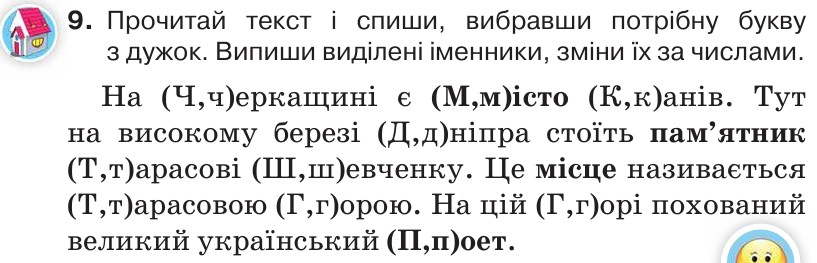 9. Прочитай текст і спиши, вибравши потрібну букву
з дужок. Випиши виділені іменники, зміни їх за числами.
На (Ч,ч)еркащині є (М,м)істо (К,к)анів. Тут
на високому березі (Д,д)ніпра стоїть пам’ятник
(Т,т)арасові (Ш,ш)евченку. Це місце називається
(Т,т)арасовою (Г,г)орою. На цій (Г,г)орі похований
великий український (П,п)оет.